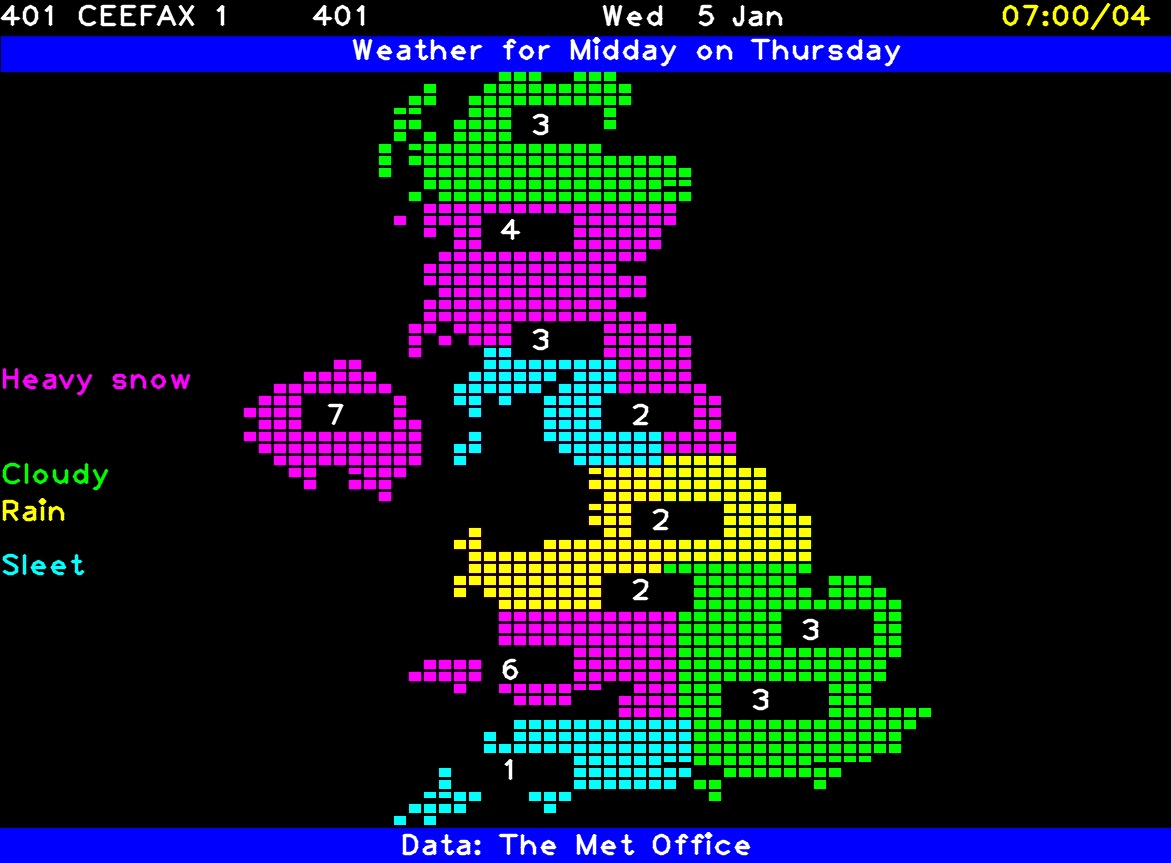 401 CEEFAX 1 401 Wed 5 Jan 07:00/04
Weather for Midday on Thursday
3
4
3
Heavy snow
7 2
Cloudy
Rain
2
Sleet
2
3
6
3
1
Data: The Met Office